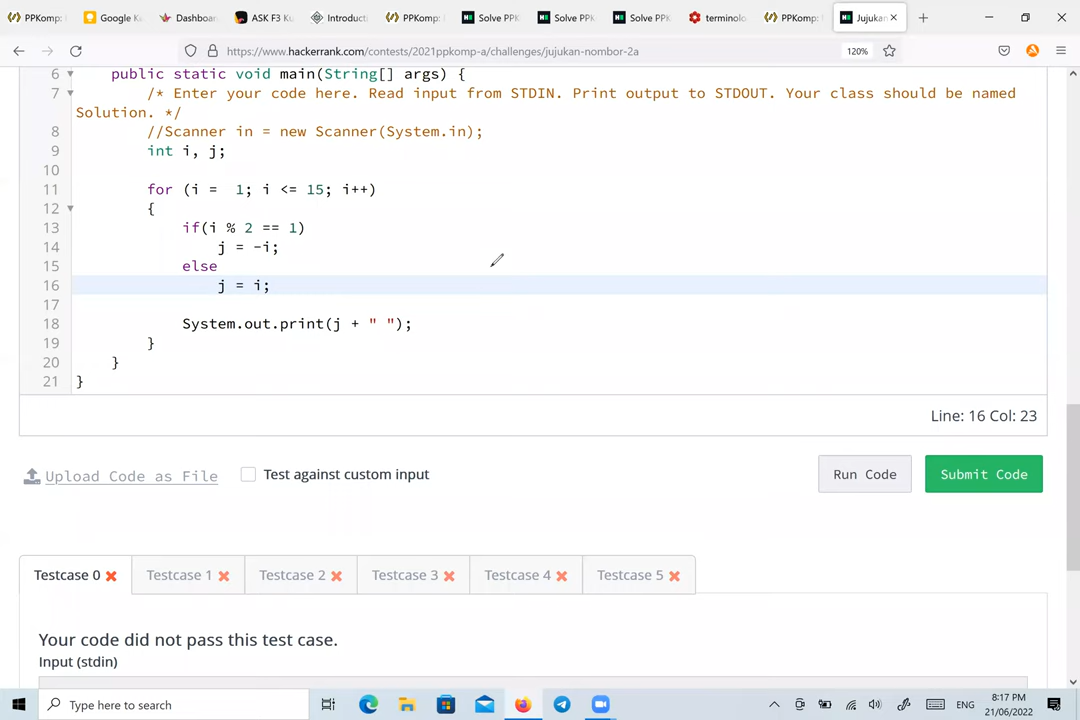 PPKomp:
Google Ka
Dashboar
ASK F3 Ku
Introducti
PPKomp:
Solve PPK
Solve PPK
Solve PPK
terminolo
PPKomp:
Jujukan
https://www.hackerrank.com/contests/2021ppkomp-a/challenges/jujukan-nombor-2a
120%
6 public static void main(String[] args) {
7 /* Enter your code here. Read input from STDIN. Print output to STDOUT. Your class should be named
Solution. */
8 //Scanner in = new Scanner(System.in);
9 int i, j;
10
11 for (i =  1; i <= 15; i++)
12 {
13 if(i % 2 == 1)
14 j = -i;
15 else
16 j = i;
17
18 System.out.print(j + " ");
19 }
20 }
21 }
Line: 16 Col: 23
Upload Code as File
Test against custom input
Run Code
Submit Code
Testcase 0
Testcase 1
Testcase 2
Testcase 3
Testcase 4
Testcase 5
Your code did not pass this test case.
Input (stdin)
Type here to search
ENG
8:17 PM
21/06/2022